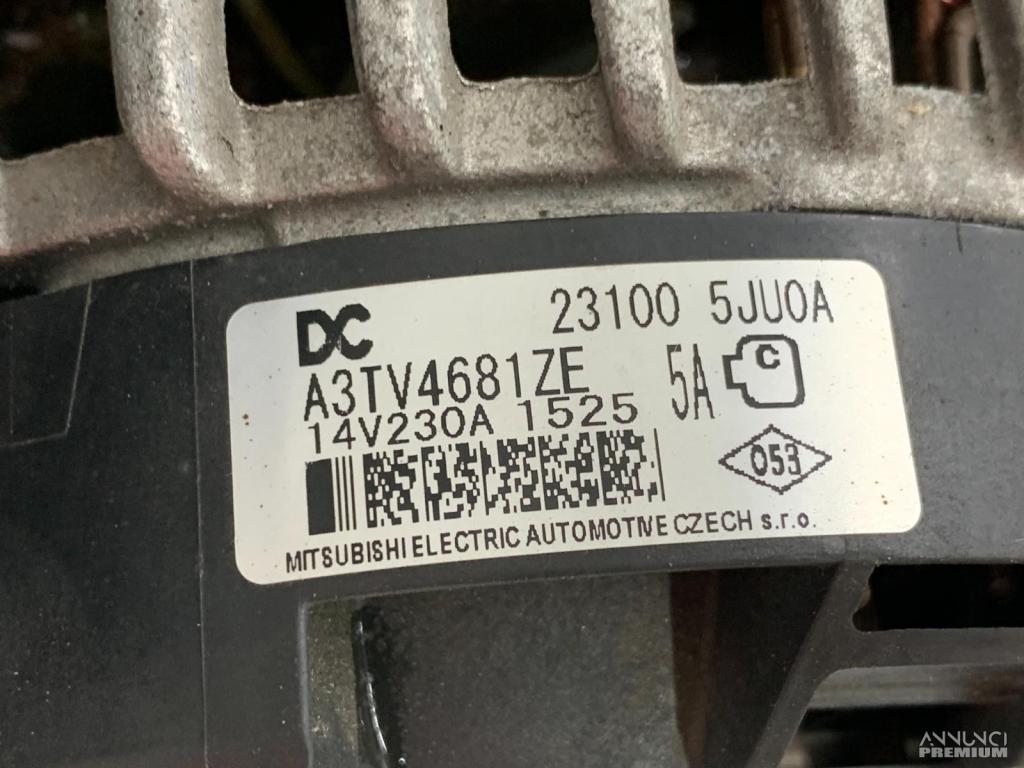 DC 23100 5JU0A
A3TV4681ZE 5A C
14V230A 1525
053
MITSUBISHI ELECTRIC AUTOMOTIVE CZECH s.r.o.
ANNUNCI
PREMIUM